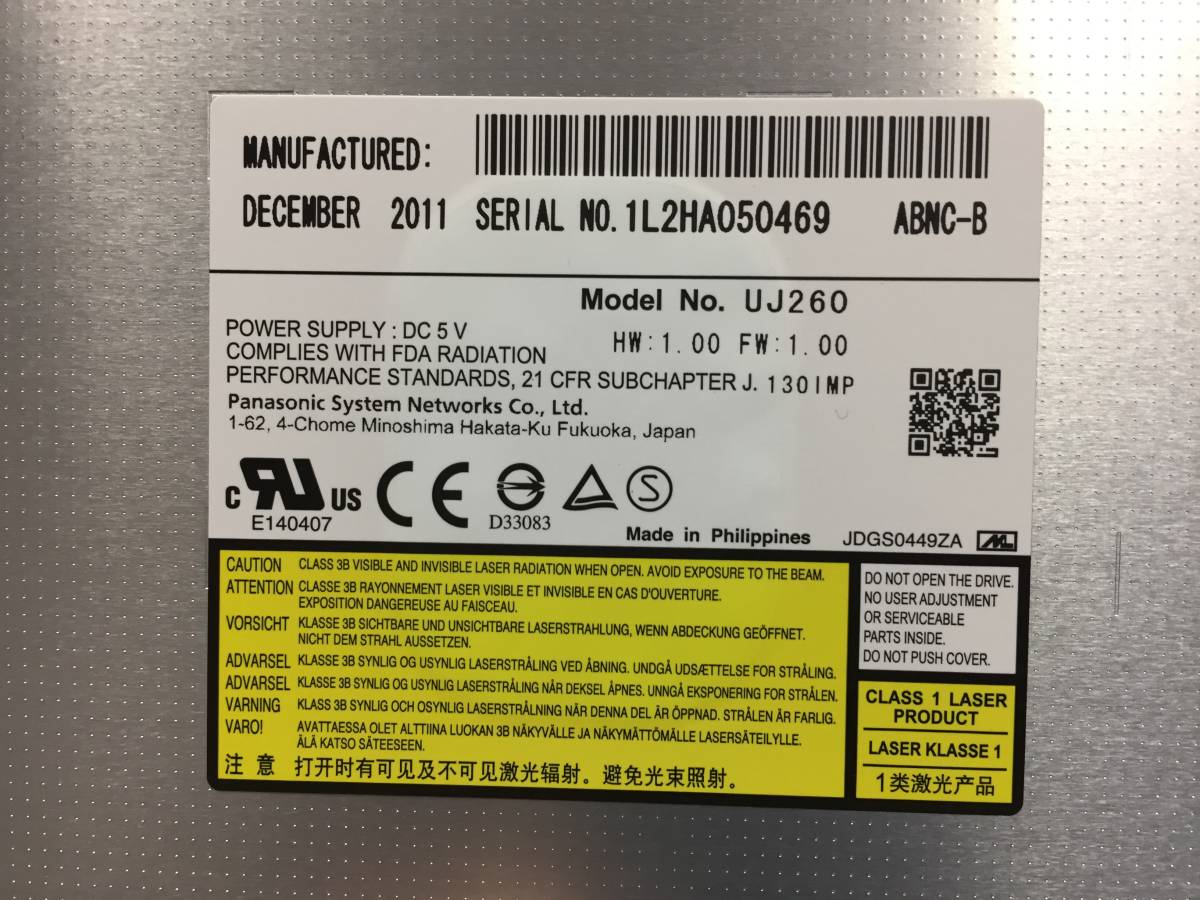 MANUFACTURED:
DECEMBER 2011 SERIAL NO. 1L2HA050469 ABNC-B
Model No. UJ260
POWER SUPPLY : DC 5 V HW:1.00 FW:1.00
COMPLIES WITH FDA RADIATION
PERFORMANCE STANDARDS, 21 CFR SUBCHAPTER J. 130IMP
Panasonic System Networks Co., Ltd.
1-62, 4-Chome Minoshima Hakata-Ku Fukuoka, Japan
c RU US CE S
E140407 D33083
Made in Philippines JDGS0449ZA
CAUTION CLASS 3B VISIBLE AND INVISIBLE LASER RADIATION WHEN OPEN. AVOID EXPOSURE TO THE BEAM.
ATTENTION CLASSE 3B RAYONNEMENT LASER VISIBLE ET INVISIBLE EN CAS D'OUVERTURE.
EXPOSITION DANGEREUSE AU FAISCEAU.
VORSICHT KLASSE 3B SICHTBARE UND UNSICHTBARE LASERSTRAHLUNG, WENN ABDECKUNG GEÖFFNET.
NICHT DEM STRAHL AUSSETZEN.
ADVARSEL KLASSE 3B SYNLIG OG USYNLIG LASERSTRÅLING VED ÅBNING. UNDGÅ UDSÆTTELSE FOR STRÅLING.
ADVARSEL KLASSE 3B SYNLIG OG USYNLIG LASERSTRÅLING NÅR DEKSEL ÅPNES. UNNGÅ EKSPONERING FOR STRÅLEN.
VARNING KLASS 3B SYNLIG OCH OSYNLIG LASERSTRÅLNING NÄR DENNA DEL ÄR ÖPPNAD. STRÅLEN ÄR FARLIG.
VARO! AVATTAESSA OLET ALTTIINA LUOKAN 3B NÄKYVÄLLE JA NÄKYMÄTTÖMÄLLE LASERSÄTEILYLLE.
ÄLÄ KATSO SÄTEESEEN.
注 意 打开时有可见及不可见激光辐射。避免光束照射。
DO NOT OPEN THE DRIVE.
NO USER ADJUSTMENT
OR SERVICEABLE
PARTS INSIDE.
DO NOT PUSH COVER.
CLASS 1 LASER
PRODUCT
LASER KLASSE 1
1类激光产品